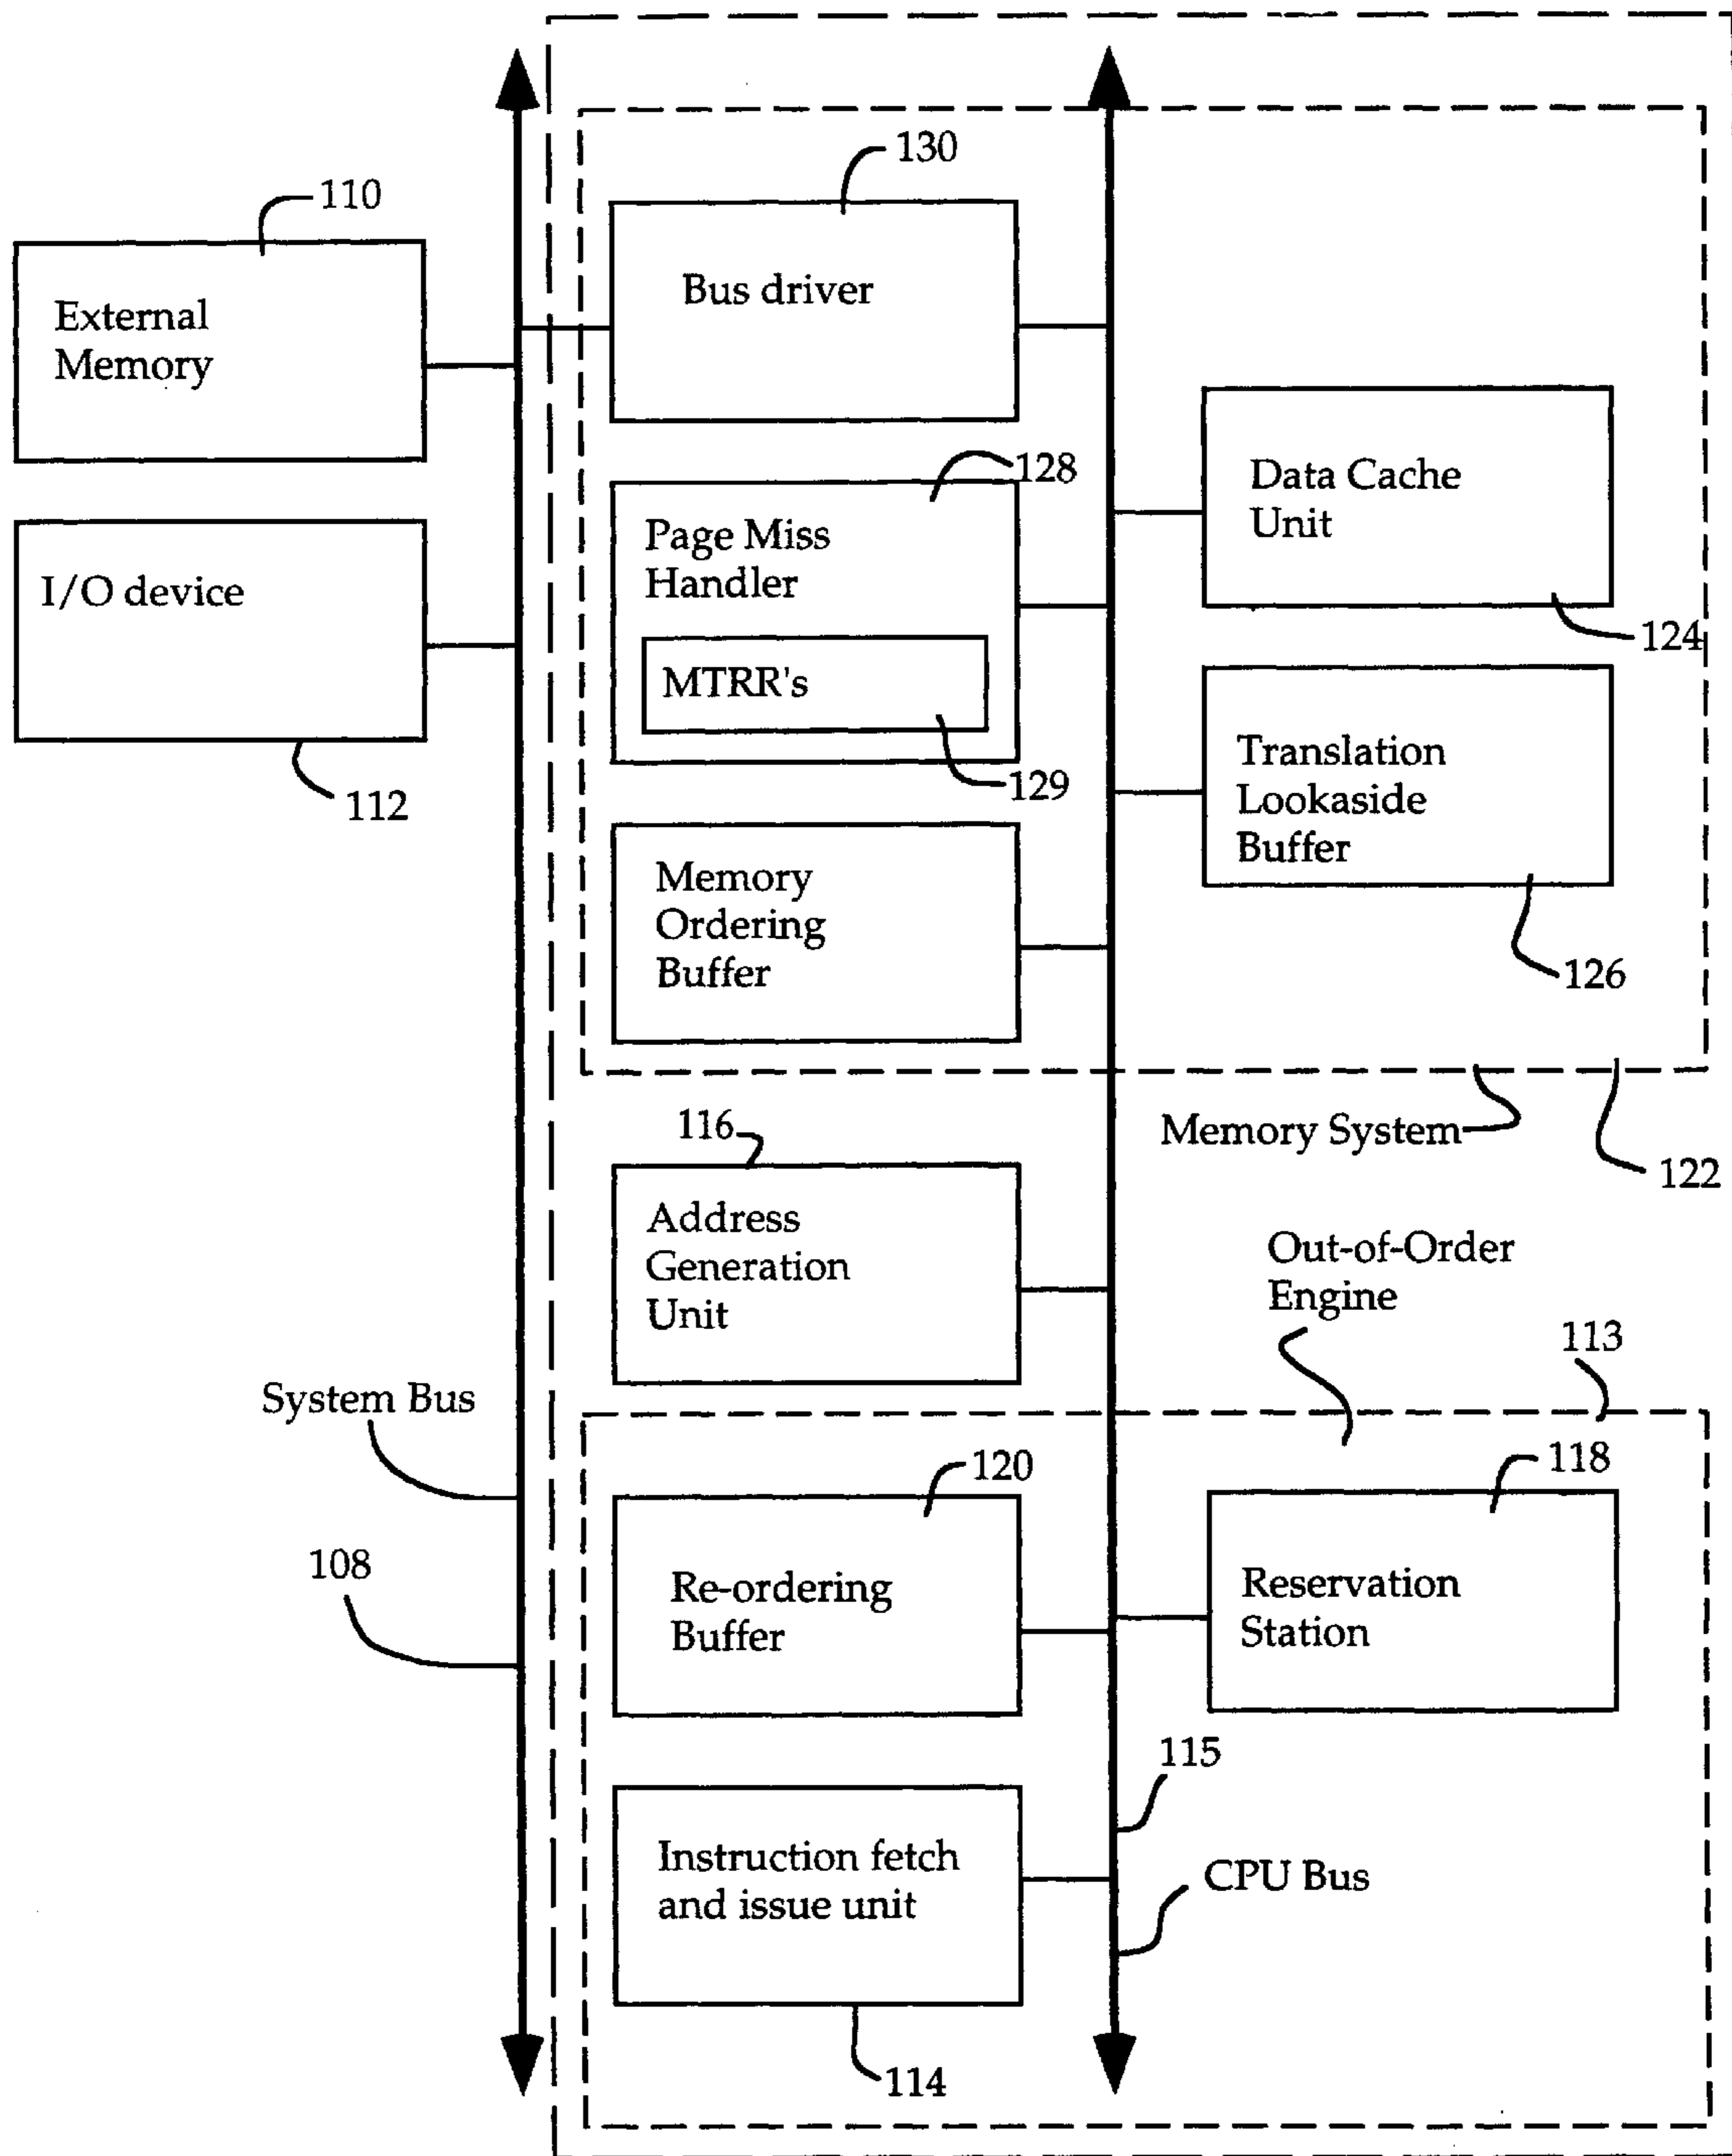 130
110
Bus driver
External
Memory
128
Data Cache
Unit
Page Miss
Handler
I/O device
124
MTRR's
129
112
Translation
Lookaside
Buffer
Memory
Ordering
Buffer
126
116
Memory System
122
Address
Generation
Unit
Out-of-Order
Engine
113
System Bus
120
118
108
Re-ordering
Buffer
Reservation
Station
115
Instruction fetch
and issue unit
CPU Bus
114